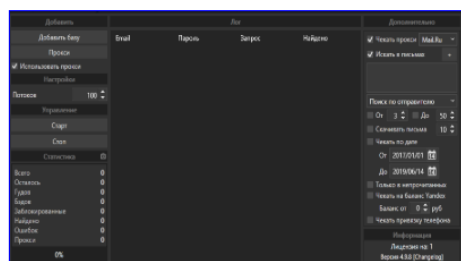 Добавить
Добавить базу
Прокси
Использовать прокси
Настройки
Потоков 100
Управление
Старт
Стоп
Статистика
Всего 0
Осталось 0
Гудов 0
Бэдов 0
Заблокированные 0
Найдено 0
Ошибок 0
Прокси 0
0%
Лог
Email Пароль Запрос Найдено
Дополнительно
Чекать прокси Mail.Ru
Искать в письмах
Поиск по отправителю
От 3 До 50
Скачивать письма 10
Чекать по дате
От 2017/01/01
До 2019/06/14
Только в непрочитанных
Чекать на баланс Yandex
Баланс от 0 руб
Чекать привязку телефона
Информация
Лицензия на: 1
Версия 4.9.8 [Changelog]